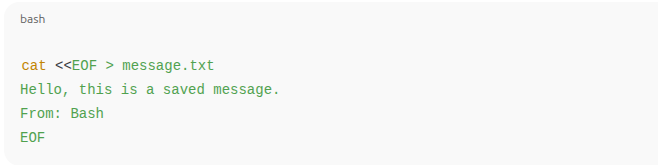 bash
cat <<EOF > message.txt
Hello, this is a saved message.
From: Bash
EOF